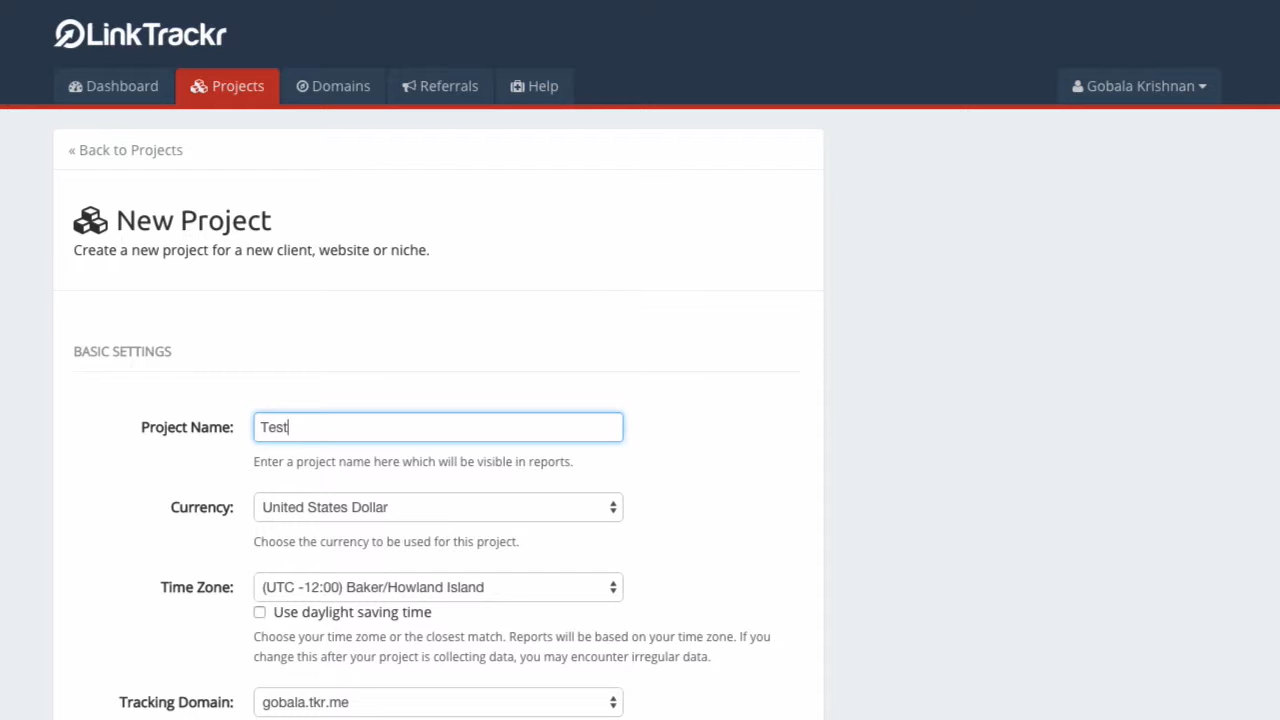 LinkTrackr
Dashboard Projects Domains Referrals Help Gobala Krishnan
« Back to Projects
New Project
Create a new project for a new client, website or niche.
BASIC SETTINGS
Project Name: Test
Enter a project name here which will be visible in reports.
Currency: United States Dollar
Choose the currency to be used for this project.
Time Zone: (UTC -12:00) Baker/Howland Island
Use daylight saving time
Choose your time zome or the closest match. Reports will be based on your time zone. If you
change this after your project is collecting data, you may encounter irregular data.
Tracking Domain: gobala.tkr.me